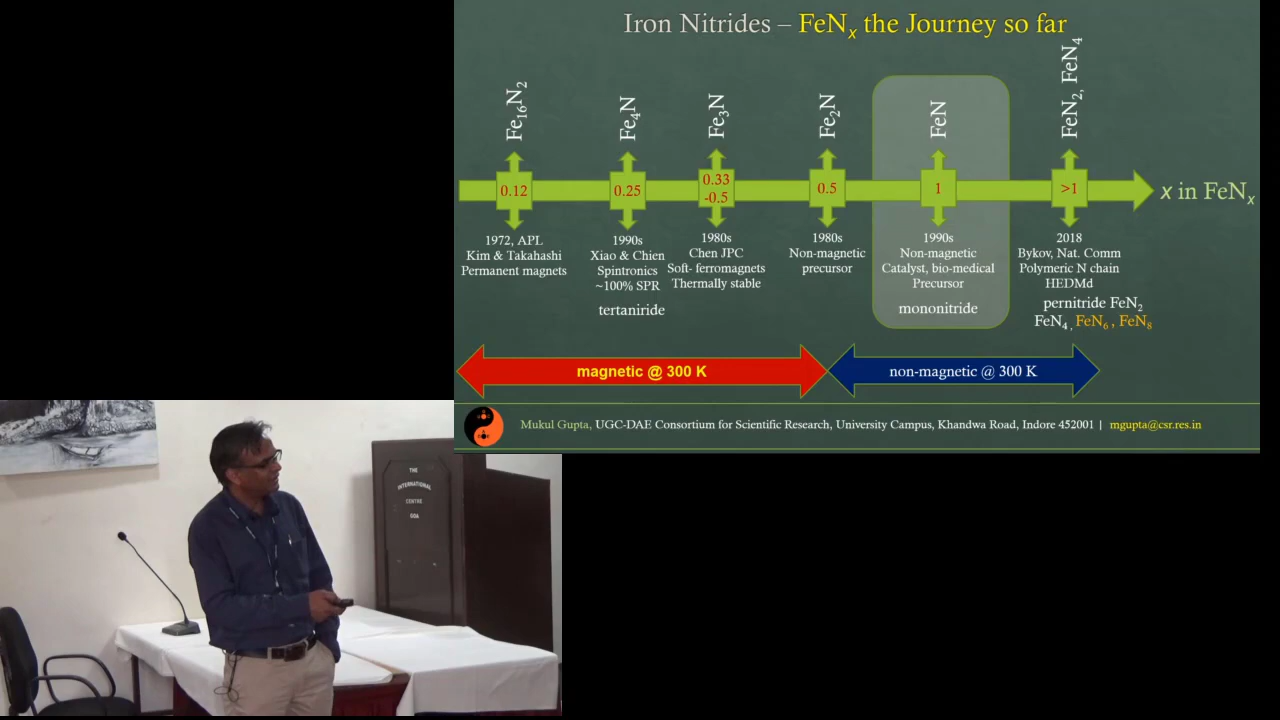 Iron Nitrides – FeNₓ the Journey so far
Fe₁₆N₂
Fe₄N
Fe₃N
Fe₂N
FeN
FeN₂, FeN₄
0.12
0.25
0.33
-0.5
0.5
1
>1
x in FeNₓ
1972, APL
Kim & Takahashi
Permanent magnets
1990s
Xiao & Chien
Spintronics
~100% SPR
tertaniride
1980s
Chen JPC
Soft- ferromagnets
Thermally stable
1980s
Non-magnetic
precursor
1990s
Non-magnetic
Catalyst, bio-medical
Precursor
mononitride
2018
Bykov, Nat. Comm
Polymeric N chain
HEDMd
pernitride FeN₂
FeN₄, FeN₆, FeN₈
magnetic @ 300 K
non-magnetic @ 300 K
Mukul Gupta, UGC-DAE Consortium for Scientific Research, University Campus, Khandwa Road, Indore 452001 | mgupta@csr.res.in
THE
INTERNATIONAL
CENTRE
GOA